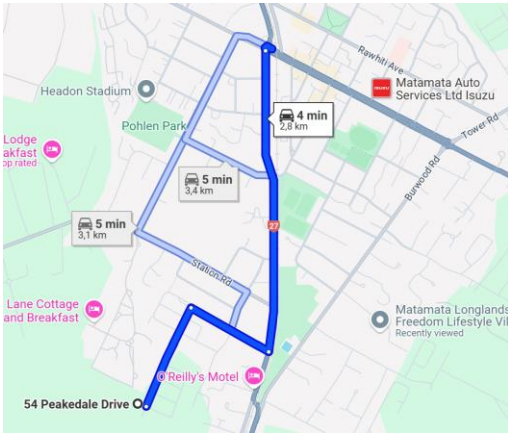 Rawhiti Ave
ISUZU
Matamata Auto
Services Ltd Isuzu
Headon Stadium
4 min
2,8 km
Tower Rd
Pohlen Park
Lodge
akfast
op rated
Burwood Rd
5 min
3,4 km
5 min
3,1 km
27
Station Rd
Lane Cottage
and Breakfast
Matamata Longlands
Freedom Lifestyle Vil
Recently viewed
O'Reilly's Motel
54 Peakedale Drive